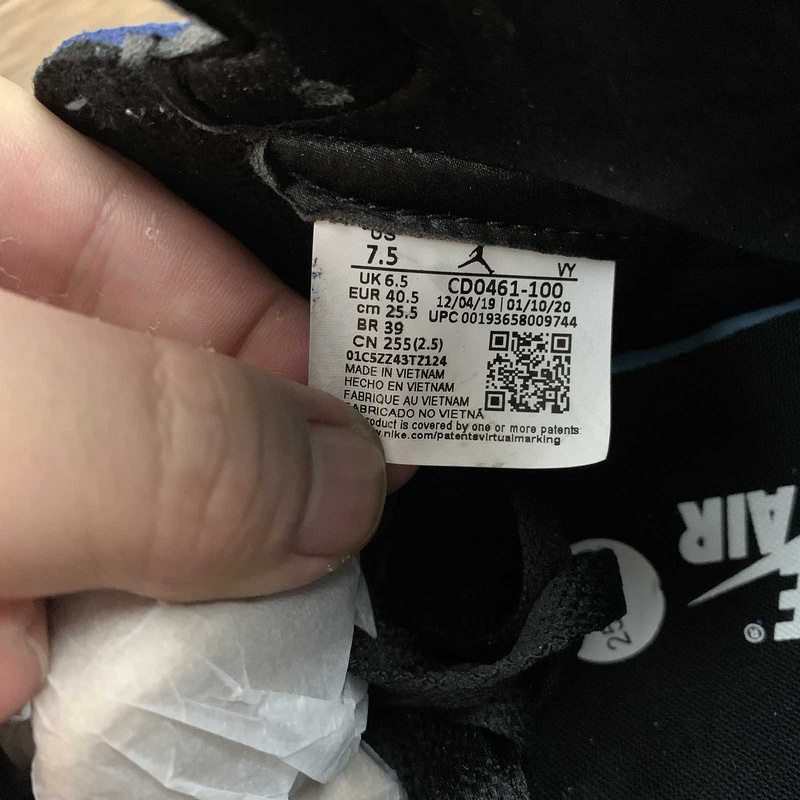 US
7.5
VY
UK 6.5
EUR 40.5
cm 25.5
BR 39
CN 255(2.5)
CD0461-100
12/04/19 | 01/10/20
UPC 00193658009744
01C5ZZ43TZ124
MADE IN VIETNAM
HECHO EN VIETNAM
FABRIQUE AU VIETNAM
FABRICADO NO VIETNÃ
is covered by one or more patents:
nike.com/patentsvirtualmarking
AIR